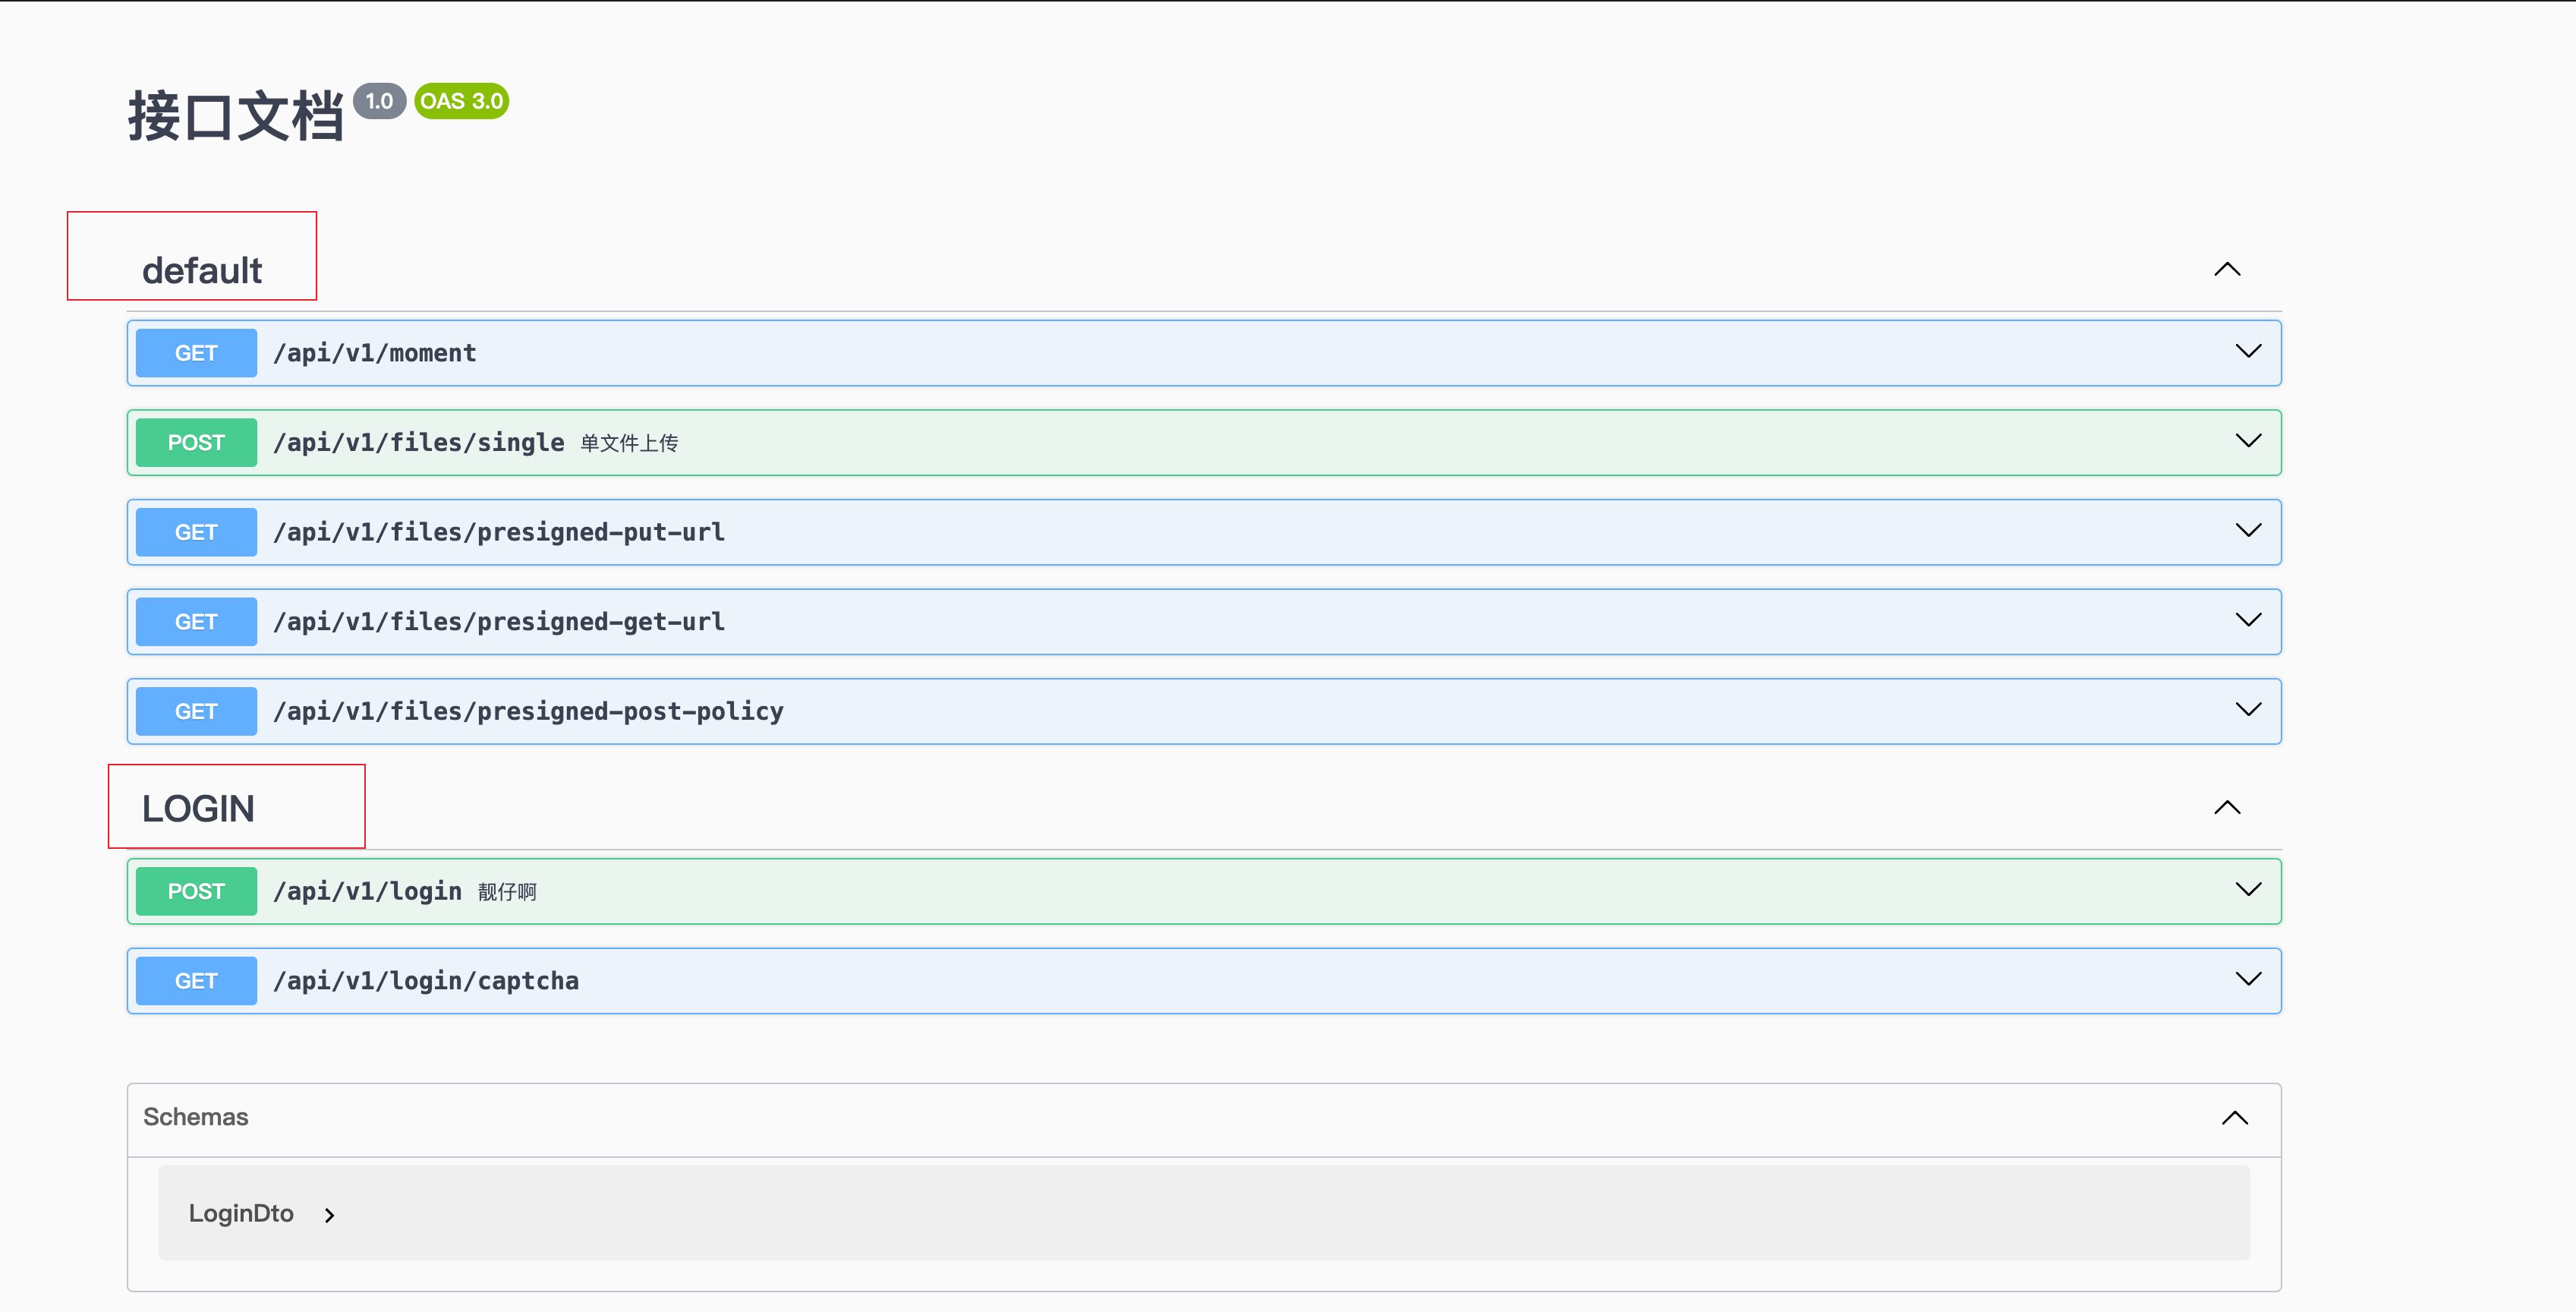 接口文档 1.0 OAS 3.0
default
GET /api/v1/moment
POST /api/v1/files/single 单文件上传
GET /api/v1/files/presigned-put-url
GET /api/v1/files/presigned-get-url
GET /api/v1/files/presigned-post-policy
LOGIN
POST /api/v1/login 靓仔啊
GET /api/v1/login/captcha
Schemas
LoginDto